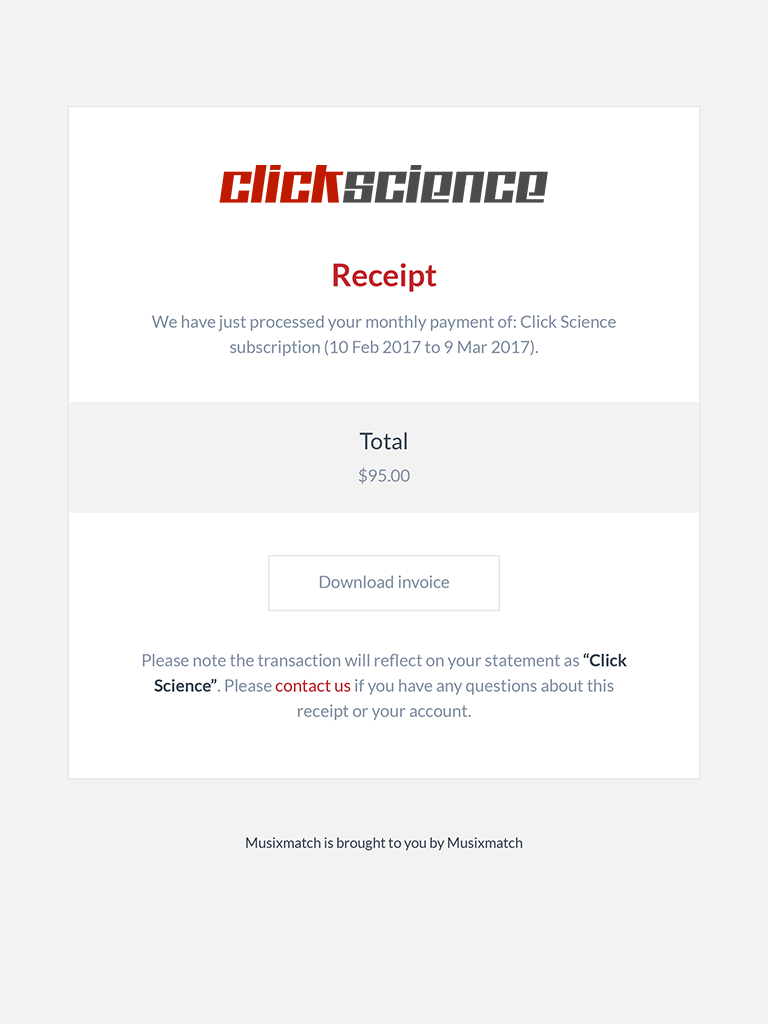 clickscience
Receipt
We have just processed your monthly payment of: Click Science
subscription (10 Feb 2017 to 9 Mar 2017).
Total
$95.00
Download invoice
Please note the transaction will reflect on your statement as “Click
Science”. Please contact us if you have any questions about this
receipt or your account.
Musixmatch is brought to you by Musixmatch